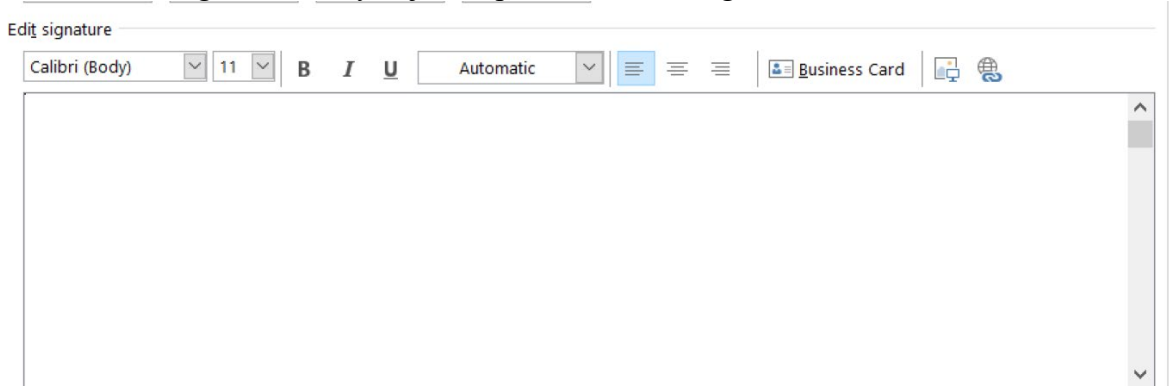 Edit signature
Calibri (Body) 11 B I U Automatic Business Card